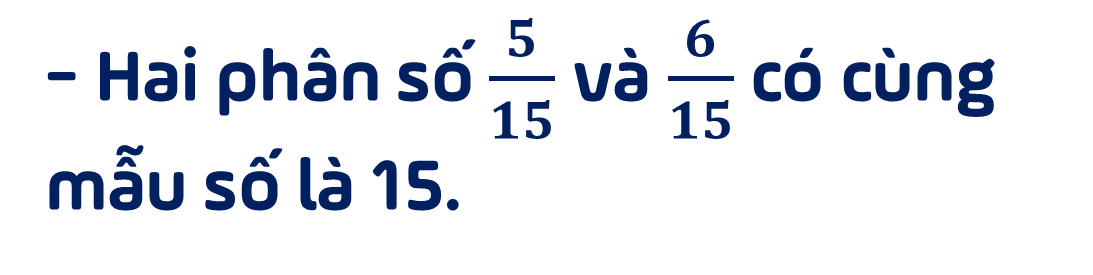 - Hai phân số 5/15 và 6/15 có cùng
mẫu số là 15.